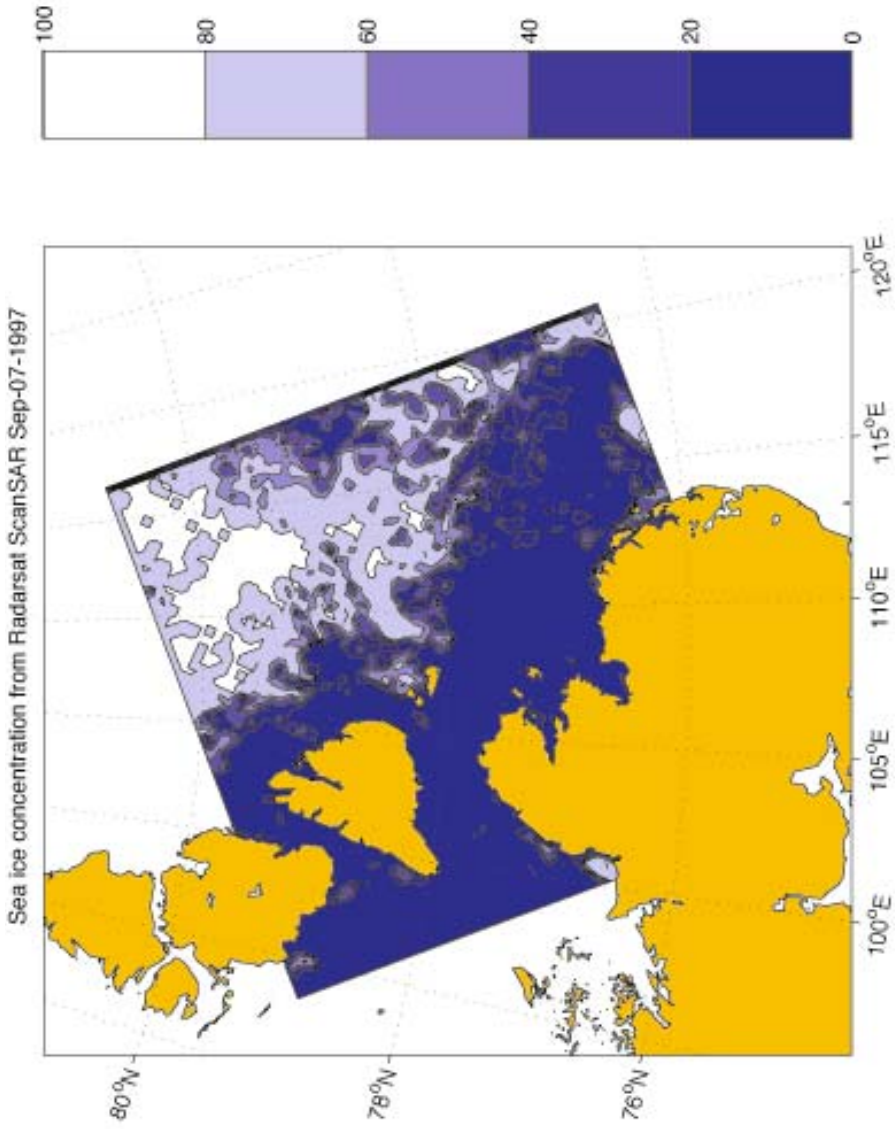 Sea ice concentration from Radarsat ScanSAR Sep-07-1997
80°N
78°N
76°N
100°E
105°E
110°E
115°E
120°E
100
80
60
40
20
0